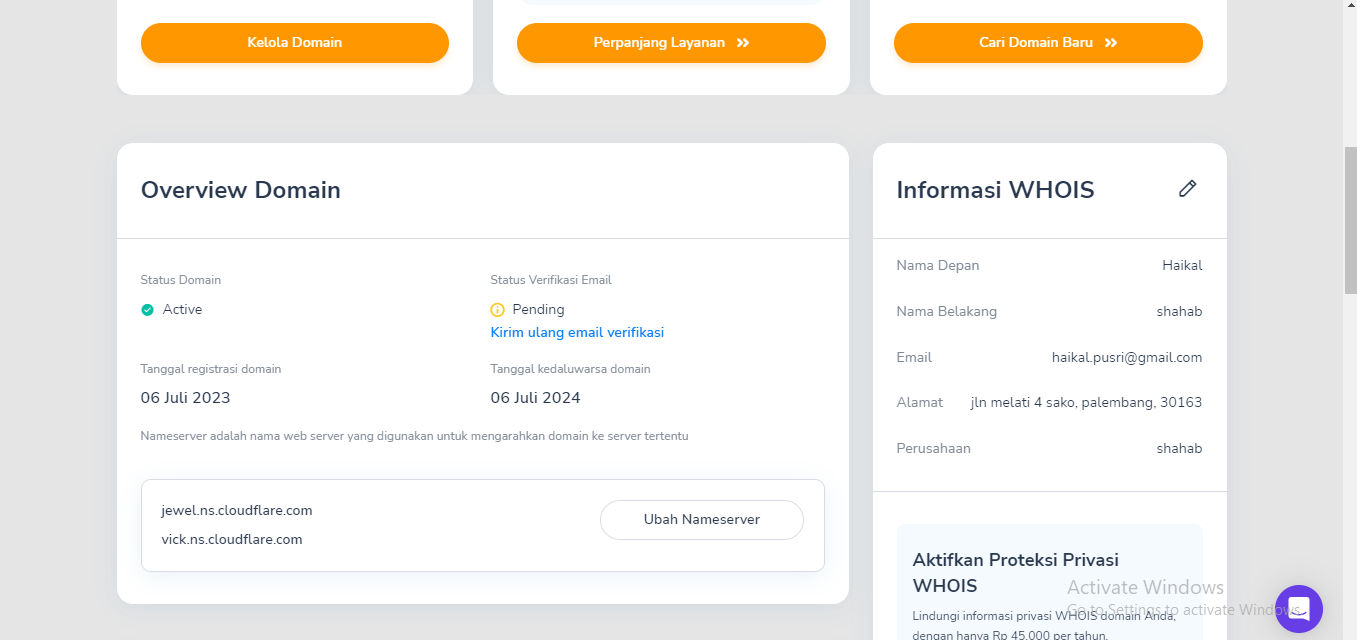 Kelola Domain
Perpanjang Layanan
Cari Domain Baru
Overview Domain
Status Domain
Active
Status Verifikasi Email
Pending
Kirim ulang email verifikasi
Tanggal registrasi domain
06 Juli 2023
Tanggal kedaluwarsa domain
06 Juli 2024
Nameserver adalah nama web server yang digunakan untuk mengarahkan domain ke server tertentu
jewel.ns.cloudflare.com
vick.ns.cloudflare.com
Ubah Nameserver
Informasi WHOIS
Nama Depan Haikal
Nama Belakang shahab
Email haikal.pusri@gmail.com
Alamat jln melati 4 sako, palembang, 30163
Perusahaan shahab
Aktifkan Proteksi Privasi
WHOIS
Lindungi informasi privasi WHOIS domain Anda,
dengan hanya Rp 45.000 per tahun.
Activate Windows
Go to Settings to activate Windows.